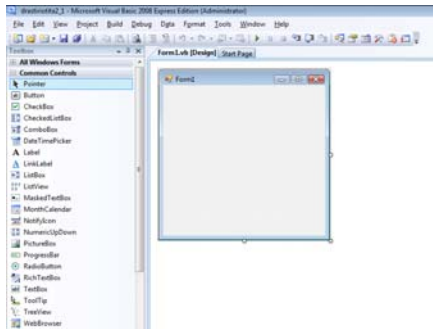 drastiriotita2_1 - Microsoft Visual Basic 2008 Express Edition (Administrator)
File Edit View Project Build Debug Data Format Tools Window Help
Toolbox
Form1.vb [Design] Start Page
All Windows Forms
Common Controls
Pointer
Button
CheckBox
CheckedListBox
ComboBox
DateTimePicker
Label
LinkLabel
ListBox
ListView
MaskedTextBox
MonthCalendar
NotifyIcon
NumericUpDown
PictureBox
ProgressBar
RadioButton
RichTextBox
TextBox
ToolTip
TreeView
WebBrowser
Form1